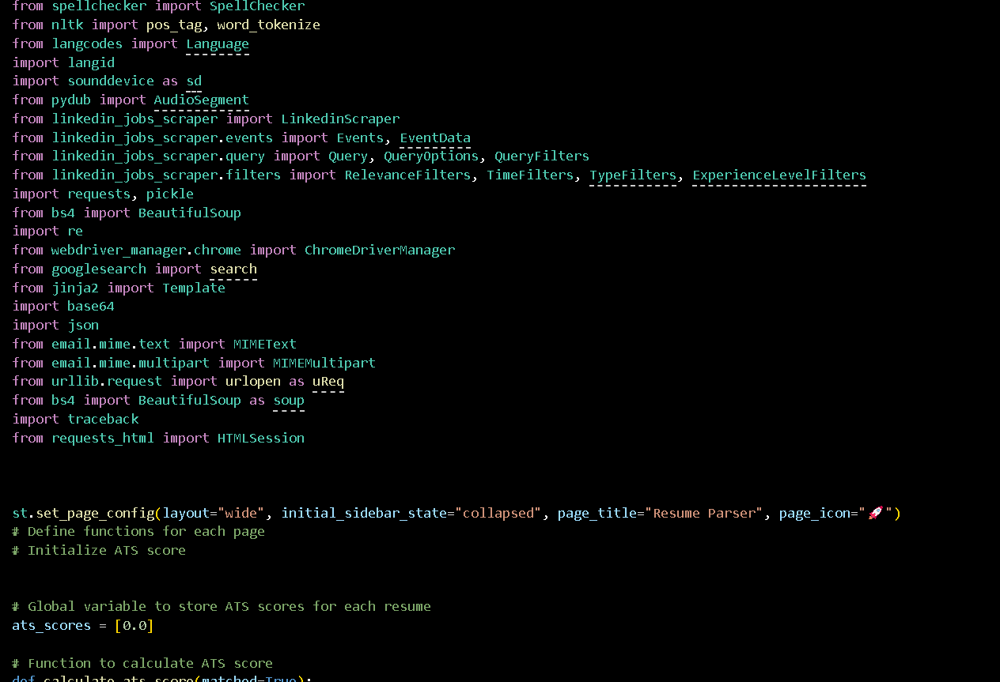 from spellchecker import SpellChecker
from nltk import pos_tag, word_tokenize
from langcodes import Language
import langid
import sounddevice as sd
from pydub import AudioSegment
from linkedin_jobs_scraper import LinkedinScraper
from linkedin_jobs_scraper.events import Events, EventData
from linkedin_jobs_scraper.query import Query, QueryOptions, QueryFilters
from linkedin_jobs_scraper.filters import RelevanceFilters, TimeFilters, TypeFilters, ExperienceLevelFilters
import requests, pickle
from bs4 import BeautifulSoup
import re
from webdriver_manager.chrome import ChromeDriverManager
from googlesearch import search
from jinja2 import Template
import base64
import json
from email.mime.text import MIMEText
from email.mime.multipart import MIMEMultipart
from urllib.request import urlopen as uReq
from bs4 import BeautifulSoup as soup
import traceback
from requests_html import HTMLSession
st.set_page_config(layout="wide", initial_sidebar_state="collapsed", page_title="Resume Parser", page_icon="🚀")
# Define functions for each page
# Initialize ATS score
# Global variable to store ATS scores for each resume
ats_scores = [0.0]
# Function to calculate ATS score
def calculate_ats_score(matched=True):